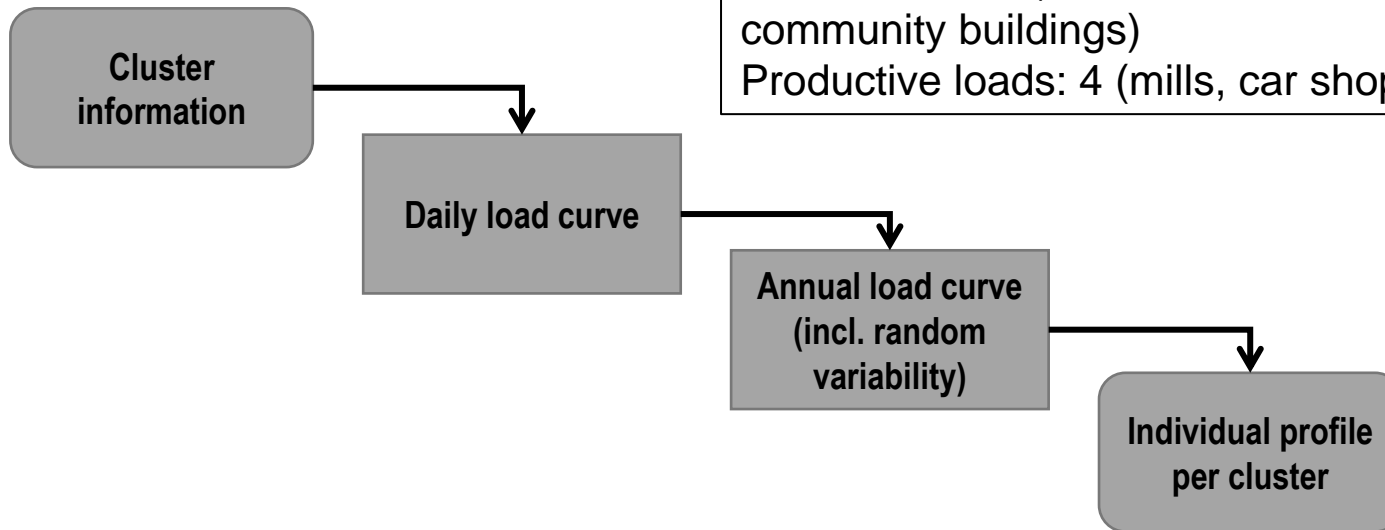 community buildings)
Productive loads: 4 (mills, car shop
Cluster
information
Daily load curve
Annual load curve
(incl. random
variability)
Individual profile
per cluster